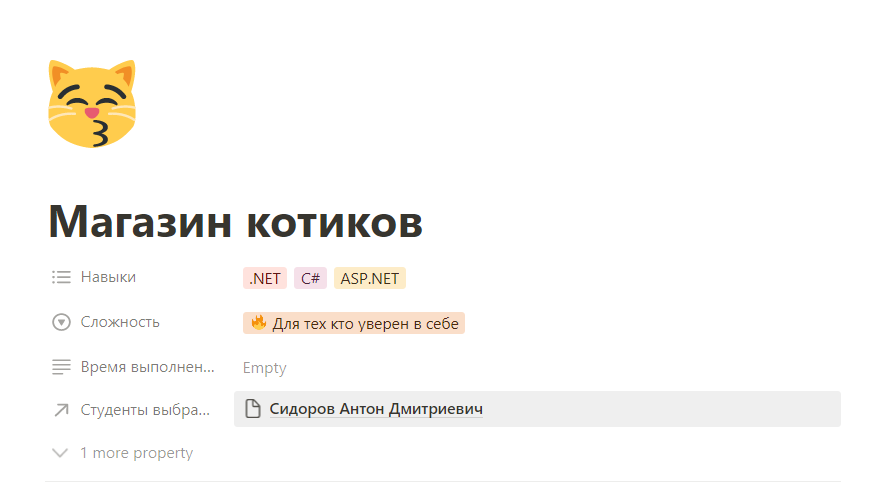 Магазин котиков
Навыки .NET C# ASP.NET
Сложность 🔥 Для тех кто уверен в себе
Время выполнен... Empty
Студенты выбра... Сидоров Антон Дмитриевич
1 more property